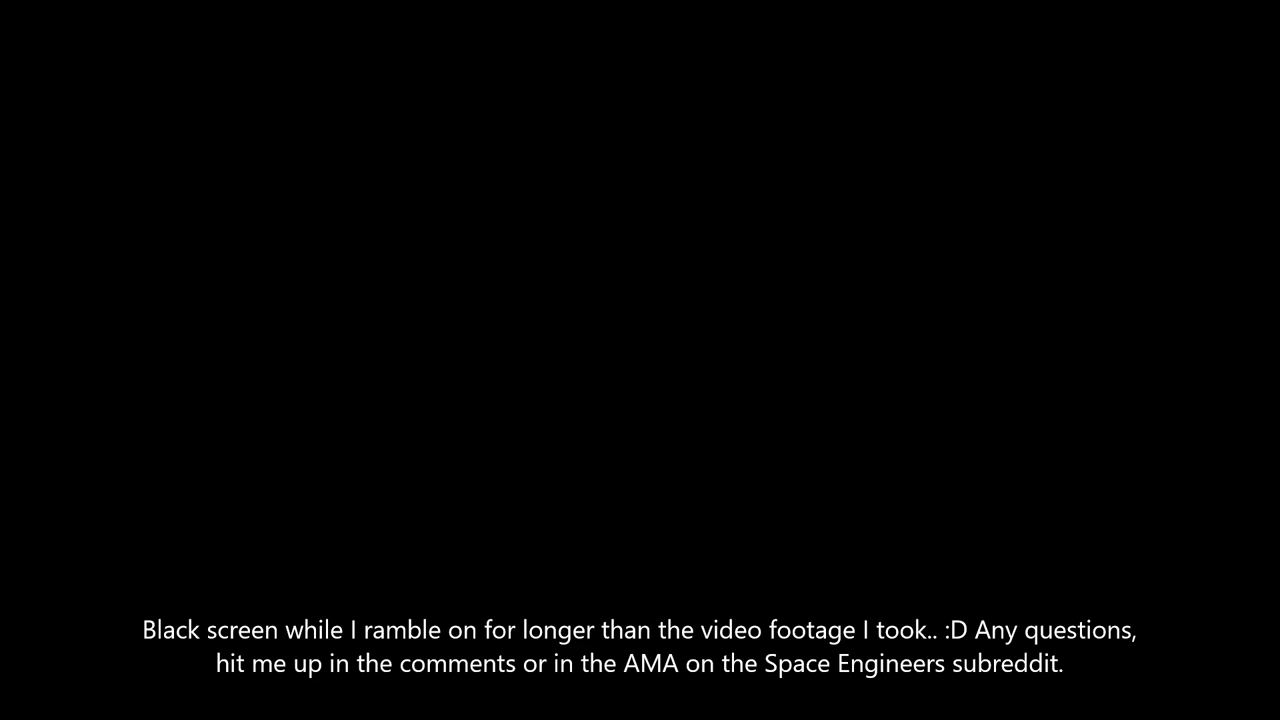 Black screen while I ramble on for longer than the video footage I took.. :D Any questions,
hit me up in the comments or in the AMA on the Space Engineers subreddit.